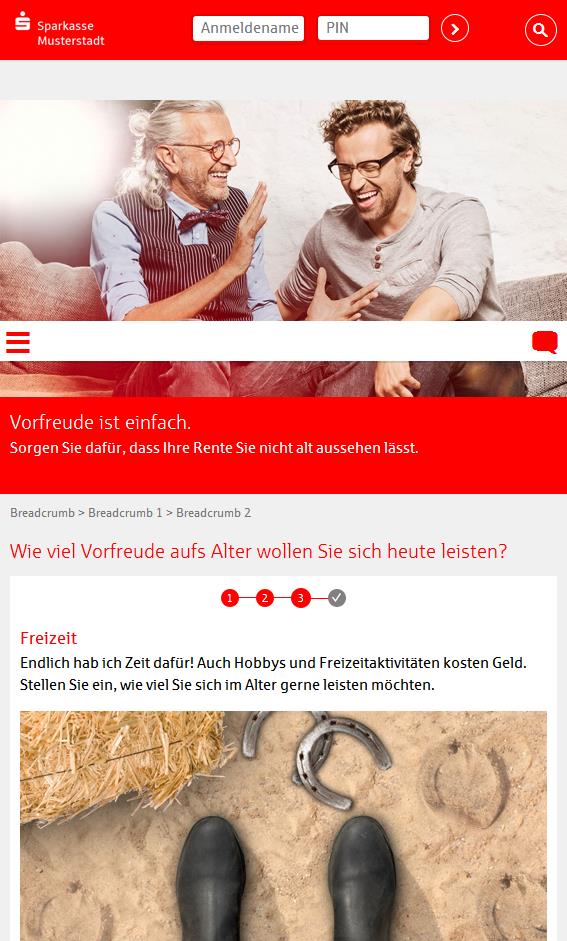 Sparkasse
Musterstadt
Anmeldename
PIN
Vorfreude ist einfach.
Sorgen Sie dafür, dass Ihre Rente Sie nicht alt aussehen lässt.
Breadcrumb > Breadcrumb 1 > Breadcrumb 2
Wie viel Vorfreude aufs Alter wollen Sie sich heute leisten?
1 2 3
Freizeit
Endlich hab ich Zeit dafür! Auch Hobbys und Freizeitaktivitäten kosten Geld.
Stellen Sie ein, wie viel Sie sich im Alter gerne leisten möchten.